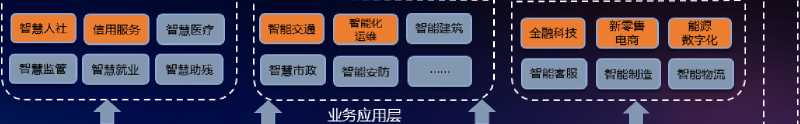 智慧人社 信用服务 智慧医疗
智慧监管 智慧就业 智慧助残
智能交通 智能化
运维 智能建筑
智慧市政 智能安防 ……
金融科技 新零售
电商 能源
数字化
智能客服 智能制造 智能物流
业务应用层